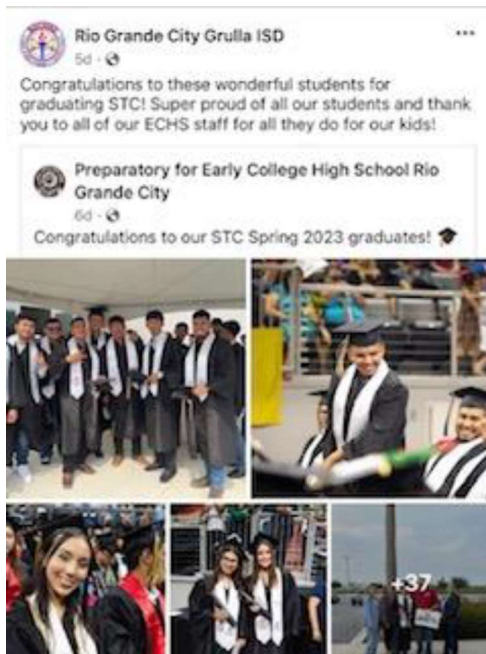 Rio Grande City Grulla ISD
5d ·
Congratulations to these wonderful students for
graduating STC! Super proud of all our students and thank
you to all of our ECHS staff for all they do for our kids!
Preparatory for Early College High School Rio
Grande City
6d ·
Congratulations to our STC Spring 2023 graduates!
+37